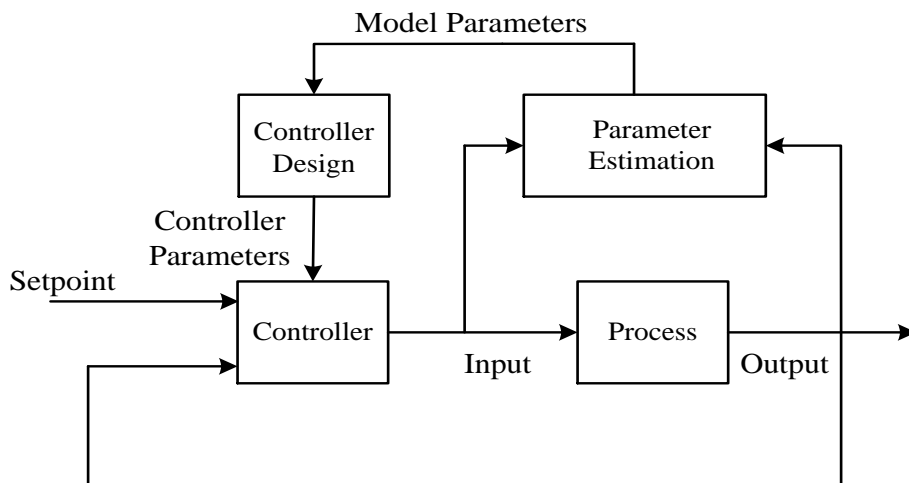 Model Parameters
Controller
Design
Parameter
Estimation
Controller
Parameters
Setpoint
Controller
Process
Input
Output